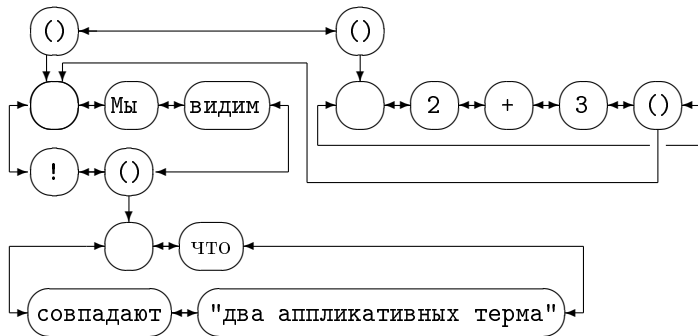 () ()
Мы видим 2 + 3 ()
! ()
что
совпадают "два аппликативных терма"